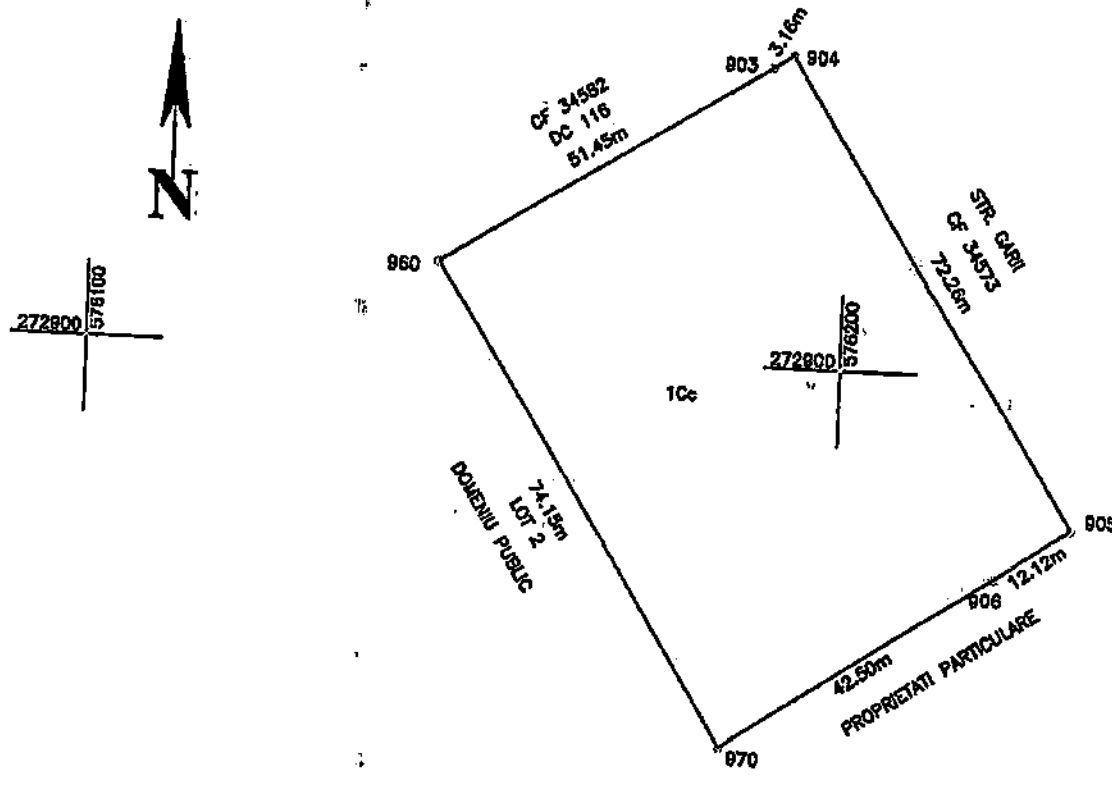 3.16m
903
904
CF 34582
DC 116
51.45m
N
STR. GARII
CF 34573
72.26m
960
272900
576100
272900
576200
1Cc
74.15m
LOT 2
DOMENIU PUBLIC
905
12.12m
906
42.50m
PROPRIETATI PARTICULARE
970